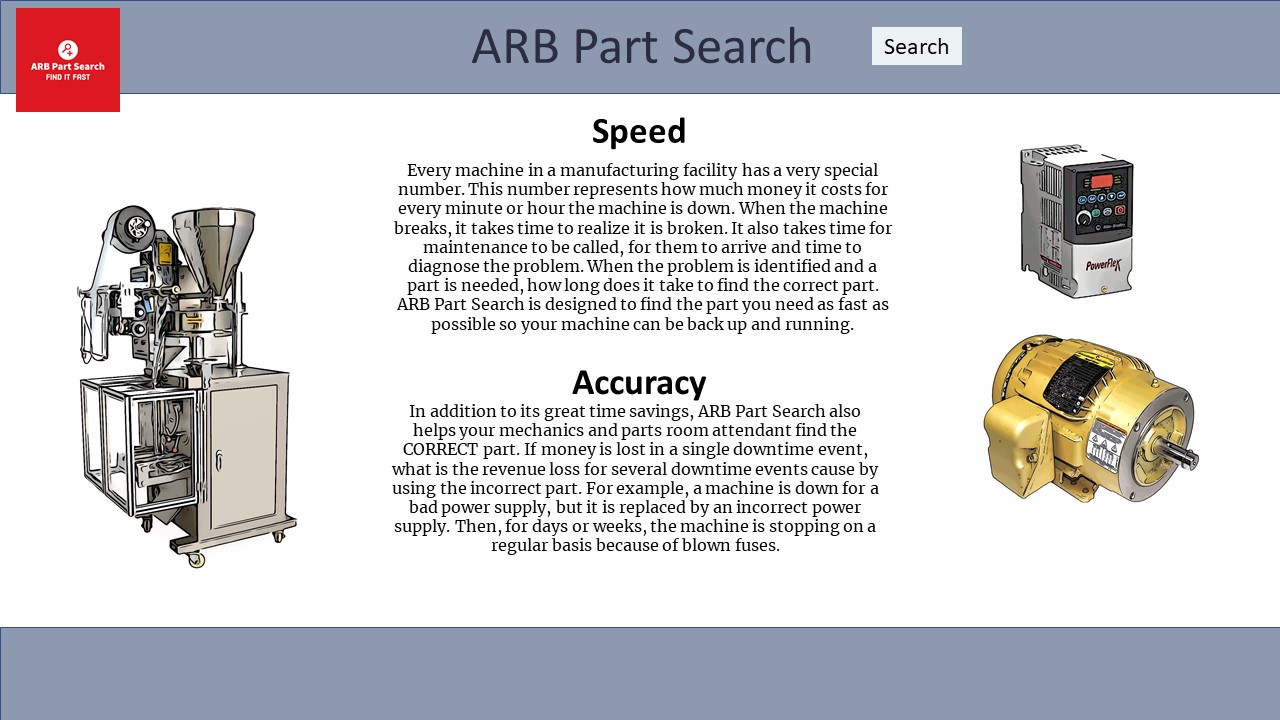 ARB Part Search
FIND IT FAST
ARB Part Search
Search
Speed
Every machine in a manufacturing facility has a very special
number. This number represents how much money it costs for
every minute or hour the machine is down. When the machine
breaks, it takes time to realize it is broken. It also takes time for
maintenance to be called, for them to arrive and time to
diagnose the problem. When the problem is identified and a
part is needed, how long does it take to find the correct part.
ARB Part Search is designed to find the part you need as fast as
possible so your machine can be back up and running.
Accuracy
In addition to its great time savings, ARB Part Search also
helps your mechanics and parts room attendant find the
CORRECT part. If money is lost in a single downtime event,
what is the revenue loss for several downtime events cause by
using the incorrect part. For example, a machine is down for a
bad power supply, but it is replaced by an incorrect power
supply. Then, for days or weeks, the machine is stopping on a
regular basis because of blown fuses.
PowerFlex